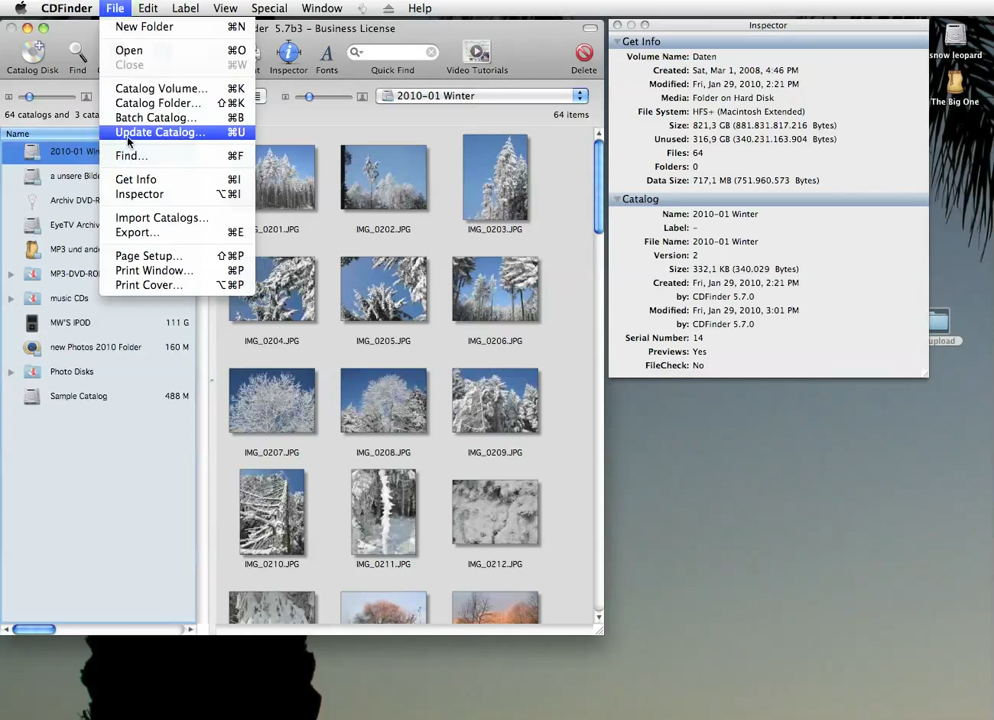 CDFinder File Edit Label View Special Window Help
5.7b3 – Business License
Catalog Disk Find Inspector Fonts Quick Find Video Tutorials Delete
2010-01 Winter
64 catalogs and 3 cata
64 items
Name
2010-01 Win
a unsere Bilde
Archiv DVD-R
EyeTV Archiv
MP3 und and
MP3-DVD-RO
music CDs
MW'S IPOD 111 G
new Photos 2010 Folder 160 M
Photo Disks
Sample Catalog 488 M
New Folder ⌘N
Open ⌘O
Close ⌘W
Catalog Volume... ⌘K
Catalog Folder... ⇧⌘K
Batch Catalog... ⌘B
Update Catalog... ⌘U
Find... ⌘F
Get Info ⌘I
Inspector ⌥⌘I
Import Catalogs...
Export... ⌘E
Page Setup... ⇧⌘P
Print Window... ⌘P
Print Cover... ⌥⌘P
IMG_0201.JPG IMG_0202.JPG IMG_0203.JPG
IMG_0204.JPG IMG_0205.JPG IMG_0206.JPG
IMG_0207.JPG IMG_0208.JPG IMG_0209.JPG
IMG_0210.JPG IMG_0211.JPG IMG_0212.JPG
Inspector
Get Info
Volume Name: Daten
Created: Sat, Mar 1, 2008, 4:46 PM
Modified: Fri, Jan 29, 2010, 2:21 PM
Media: Folder on Hard Disk
File System: HFS+ (Macintosh Extended)
Size: 821,3 GB (881.831.817.216 Bytes)
Unused: 316,9 GB (340.231.163.904 Bytes)
Files: 64
Folders: 0
Data Size: 717,1 MB (751.960.573 Bytes)
Catalog
Name: 2010-01 Winter
Label: –
File Name: 2010-01 Winter
Version: 2
Size: 332,1 KB (340.029 Bytes)
Created: Fri, Jan 29, 2010, 2:21 PM
by: CDFinder 5.7.0
Modified: Fri, Jan 29, 2010, 3:01 PM
by: CDFinder 5.7.0
Serial Number: 14
Previews: Yes
FileCheck: No
snow leopard
The Big One
upload